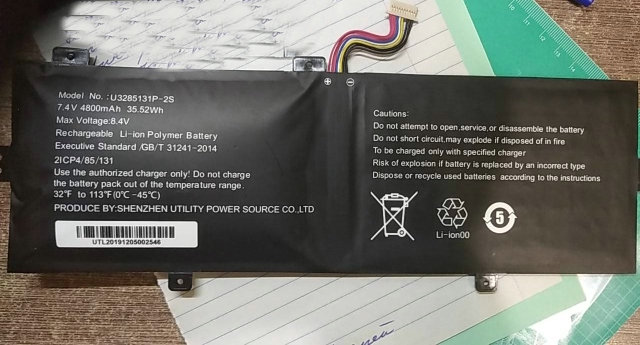 Model No. :U3285131P-2S
7.4V 4800mAh 35.52Wh
Max Voltage:8.4V
Rechargeable Li-ion Polymer Battery
Executive Standard /GB/T 31241-2014
2ICP4/85/131
Use the authorized charger only! Do not charge
the battery pack out of the temperature range.
32℉ to 113℉(0℃~45℃)
PRODUCE BY:SHENZHEN UTILITY POWER SOURCE CO.,LTD
UTL20191205002546
⊕ ⊖
Cautions:
Do not attempt to open,service,or disassemble the battery
Do not short circuit,may explode if disposed of in fire
To be charged only with specified charger
Risk of explosion if battery is replaced by an incorrect type
Dispose or recycle used batteries according to the instructions
Li-ion00
5